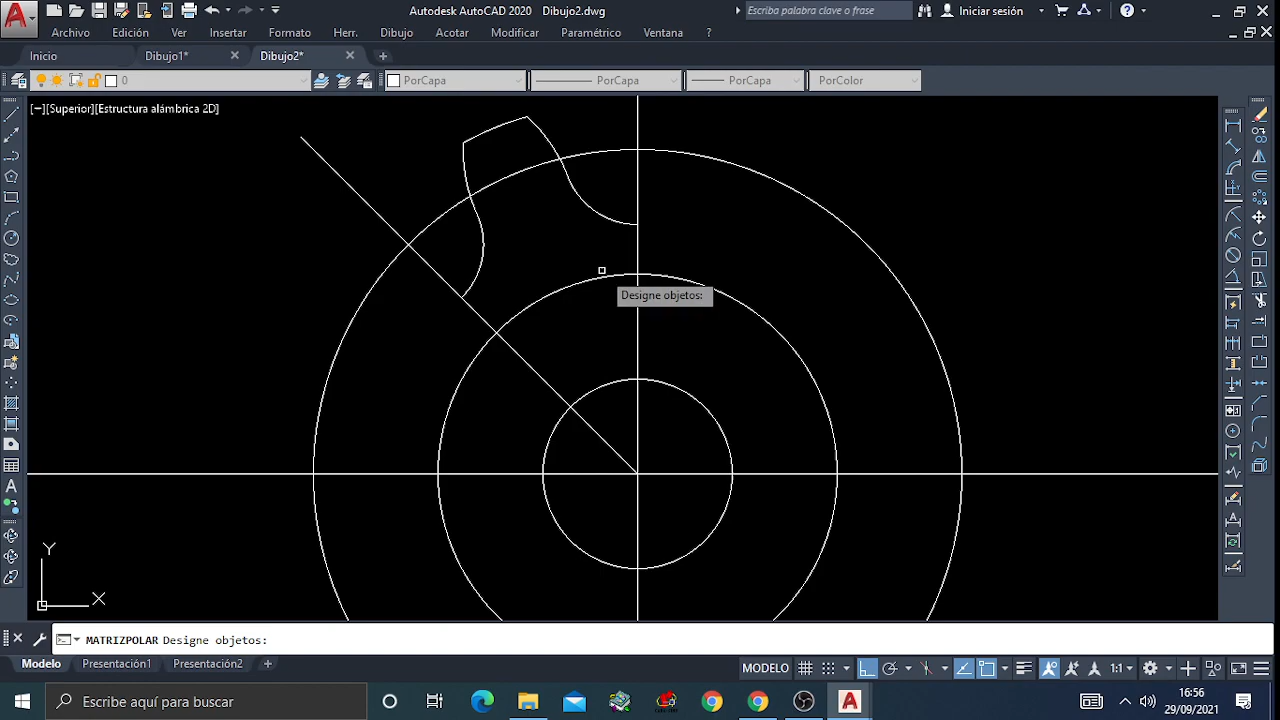 Autodesk AutoCAD 2020 Dibujo2.dwg
Escriba palabra clave o frase
Iniciar sesión
Archivo Edición Ver Insertar Formato Herr. Dibujo Acotar Modificar Paramétrico Ventana ?
Inicio Dibujo1* Dibujo2*
0 PorCapa PorCapa PorCapa PorColor
[−][Superior][Estructura alámbrica 2D]
Designe objetos:
Y
X
MATRIZPOLAR Designe objetos:
Modelo Presentación1 Presentación2 +
MODELO 1:1
Escribe aquí para buscar
16:56
29/09/2021